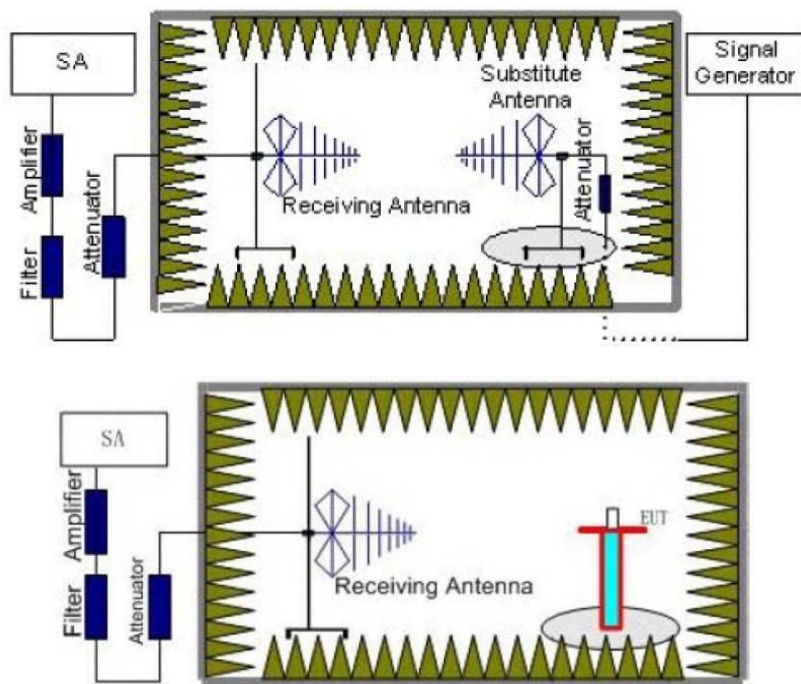 SA
Amplifier
Filter
Attenuator
Receiving Antenna
Substitute
Antenna
Attenuator
Signal
Generator
SA
Amplifier
Filter
Attenuator
Receiving Antenna
EUT